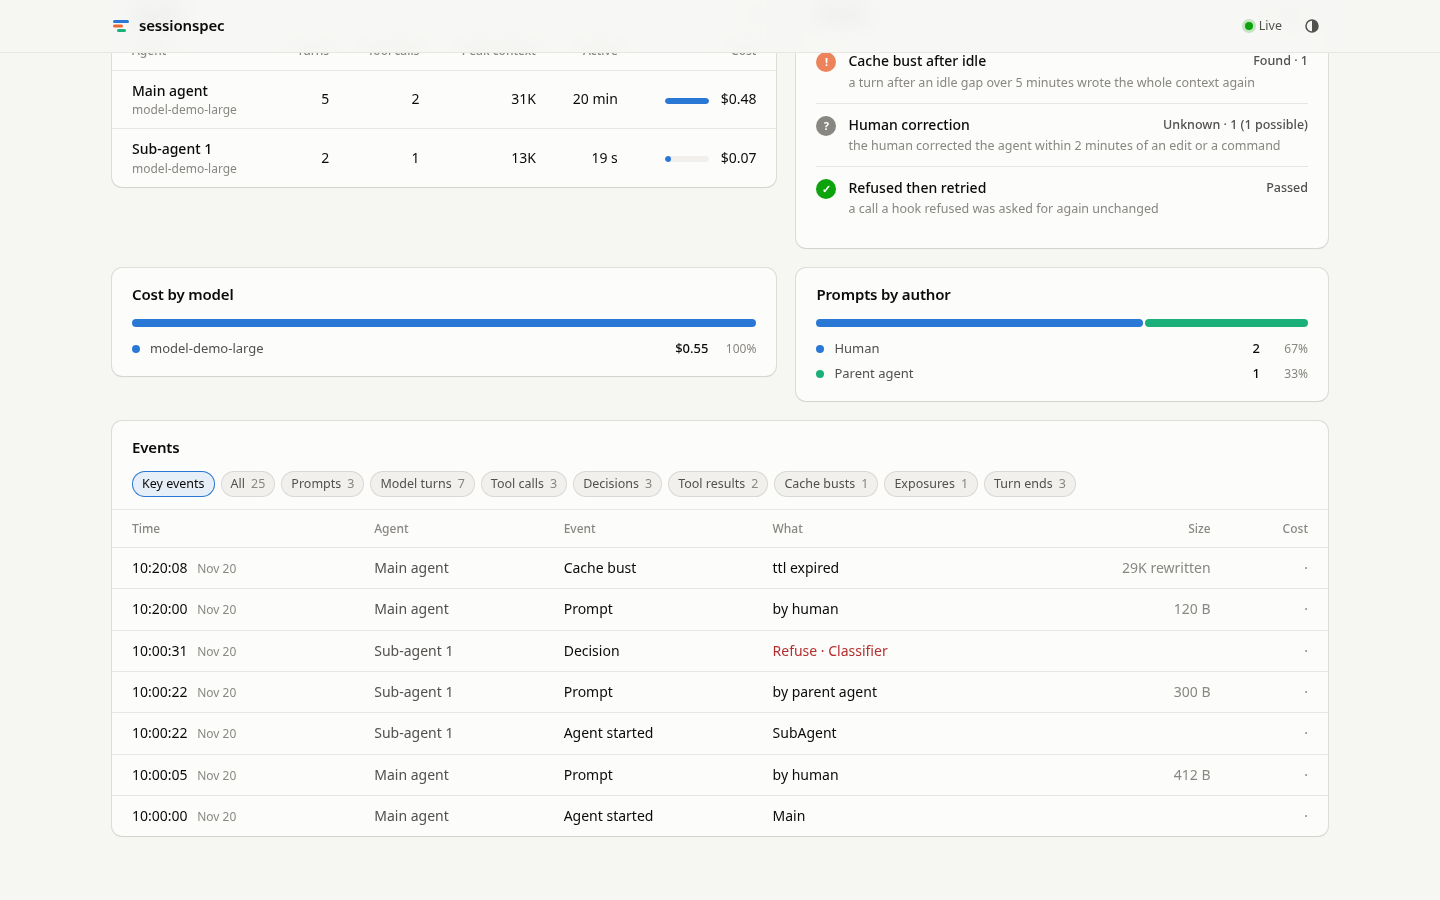 sessionspec
Live
Agent Turns Tool calls Peak context Active Cost
Main agent
model-demo-large
5 2 31K 20 min $0.48
Sub-agent 1
model-demo-large
2 1 13K 19 s $0.07
! Cache bust after idle Found · 1
a turn after an idle gap over 5 minutes wrote the whole context again
? Human correction Unknown · 1 (1 possible)
the human corrected the agent within 2 minutes of an edit or a command
✓ Refused then retried Passed
a call a hook refused was asked for again unchanged
Cost by model
model-demo-large $0.55 100%
Prompts by author
Human 2 67%
Parent agent 1 33%
Events
Key events All 25 Prompts 3 Model turns 7 Tool calls 3 Decisions 3 Tool results 2 Cache busts 1 Exposures 1 Turn ends 3
Time Agent Event What Size Cost
10:20:08 Nov 20 Main agent Cache bust ttl expired 29K rewritten ·
10:20:00 Nov 20 Main agent Prompt by human 120 B ·
10:00:31 Nov 20 Sub-agent 1 Decision Refuse · Classifier ·
10:00:22 Nov 20 Sub-agent 1 Prompt by parent agent 300 B ·
10:00:22 Nov 20 Sub-agent 1 Agent started SubAgent ·
10:00:05 Nov 20 Main agent Prompt by human 412 B ·
10:00:00 Nov 20 Main agent Agent started Main ·